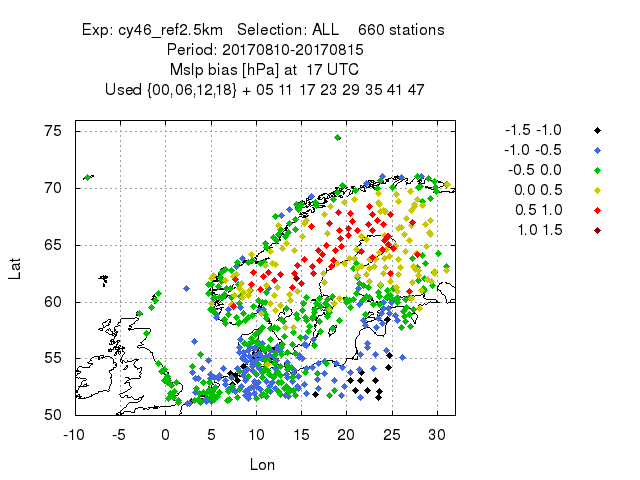 Exp: cy46_ref2.5km Selection: ALL 660 stations
Period: 20170810-20170815
Mslp bias [hPa] at 17 UTC
Used {00,06,12,18} + 05 11 17 23 29 35 41 47
75
70
65
60
55
50
Lat
-10 -5 0 5 10 15 20 25 30
Lon
-1.5 -1.0
-1.0 -0.5
-0.5 0.0
0.0 0.5
0.5 1.0
1.0 1.5